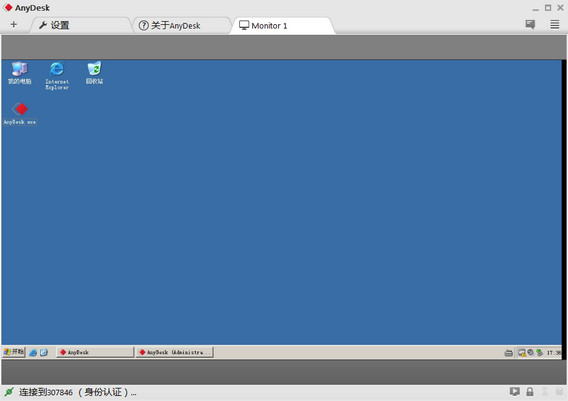 AnyDesk
设置
关于AnyDesk
Monitor 1
我的电脑
Internet Explorer
回收站
AnyDesk exe
开始
AnyDesk
AnyDesk (Administra...
17:38
连接到307846 （身份认证） ...